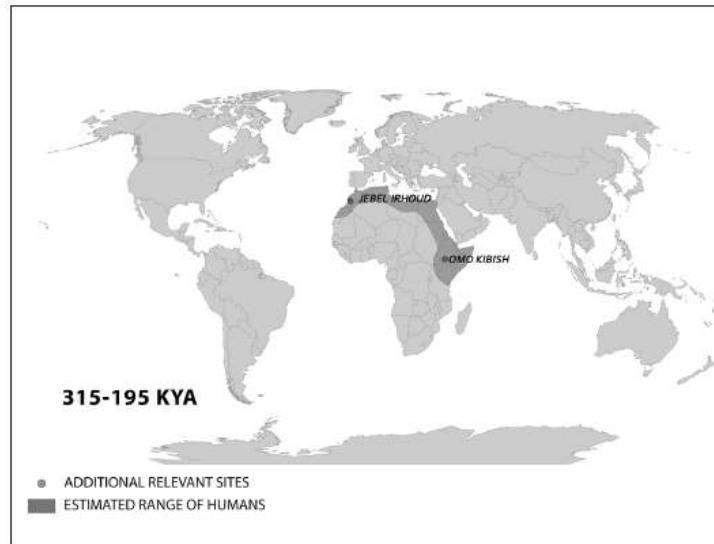 JEBEL IRHOUD
OMO KIBISH
315-195 KYA
ADDITIONAL RELEVANT SITES
ESTIMATED RANGE OF HUMANS